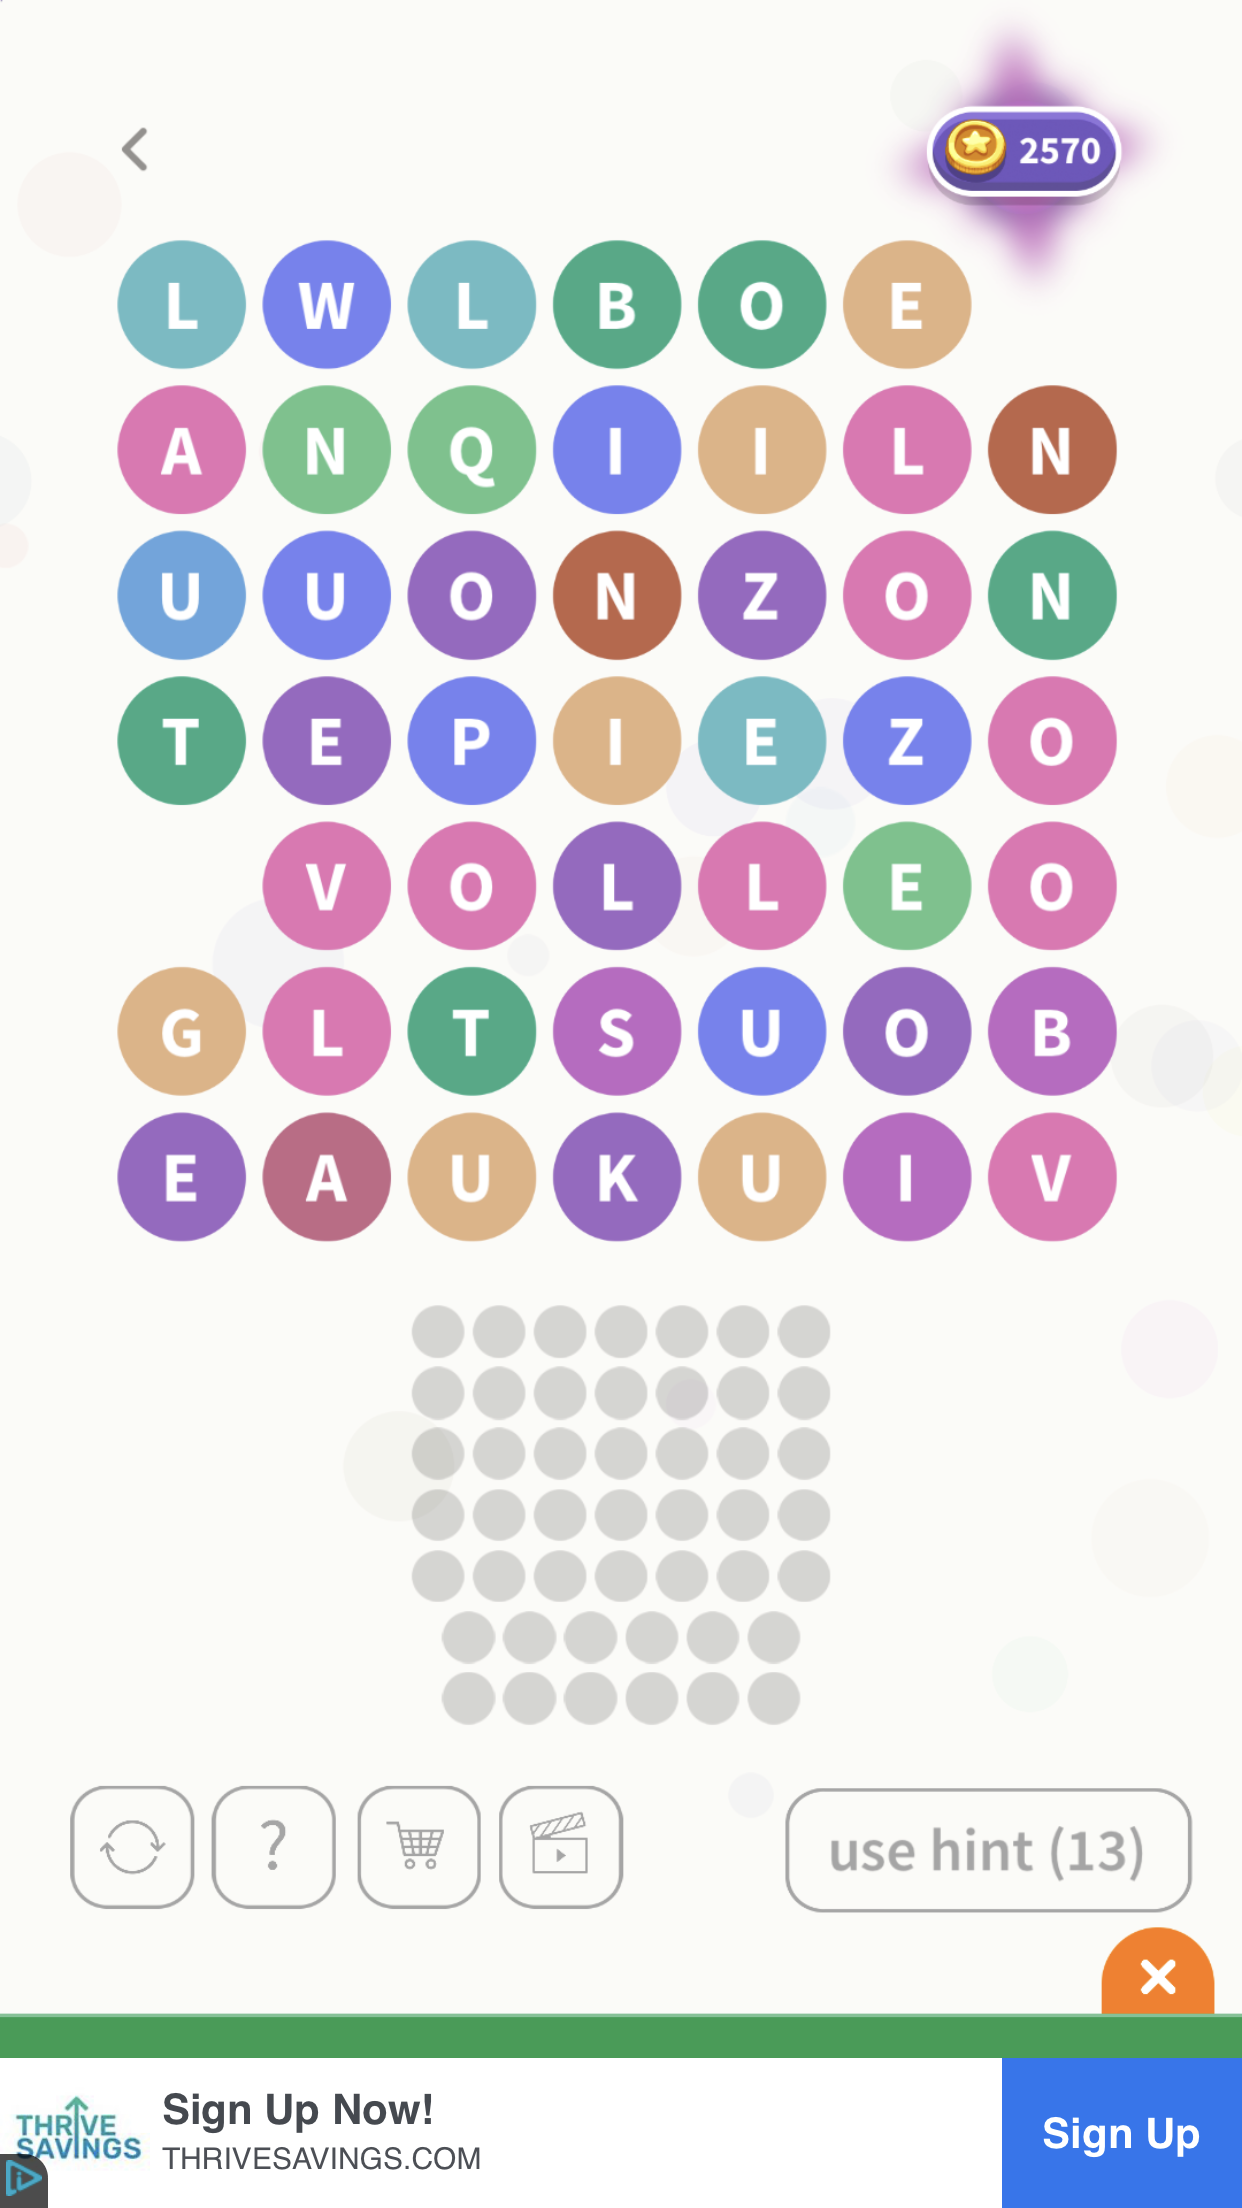 2570
L W L B O E
A N Q I I L N
U U O N Z O N
T E P I E Z O
V O L L E O
G L T S U O B
E A U K U I V
?
use hint (13)
THRIVE
SAVINGS
Sign Up Now!
THRIVESAVINGS.COM
Sign Up